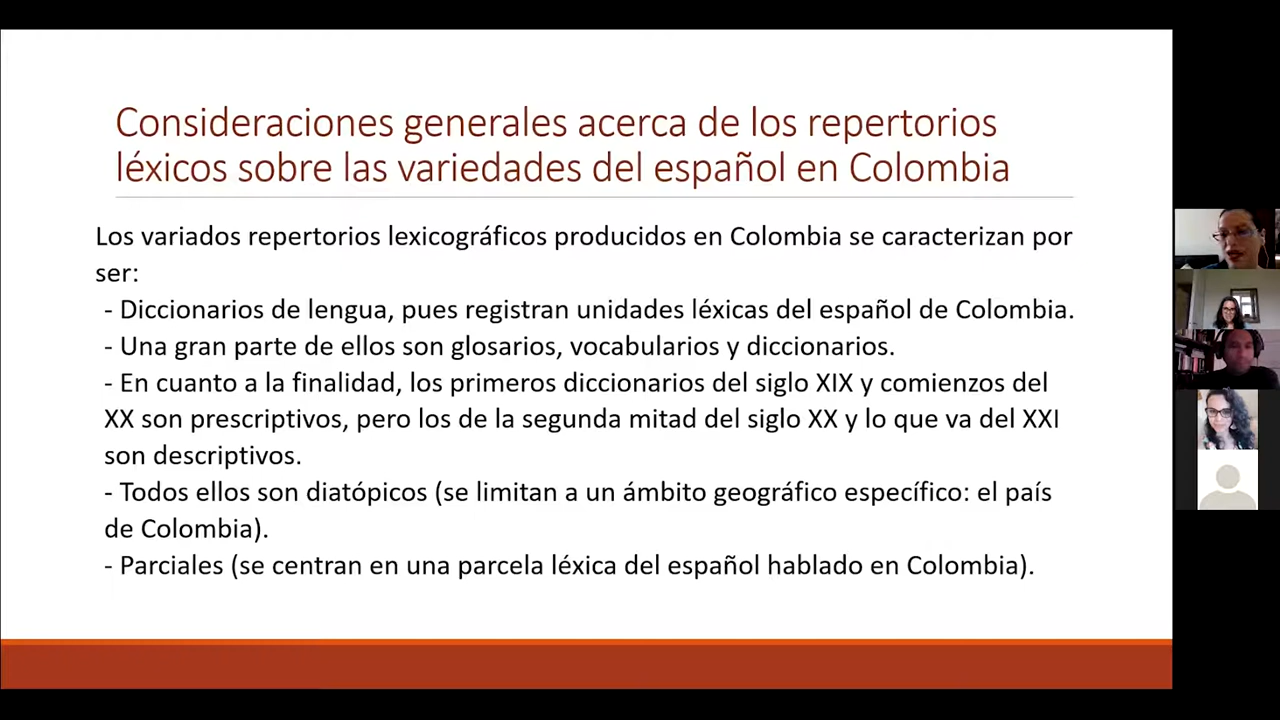 Consideraciones generales acerca de los repertorios
léxicos sobre las variedades del español en Colombia
Los variados repertorios lexicográficos producidos en Colombia se caracterizan por
ser:
- Diccionarios de lengua, pues registran unidades léxicas del español de Colombia.
- Una gran parte de ellos son glosarios, vocabularios y diccionarios.
- En cuanto a la finalidad, los primeros diccionarios del siglo XIX y comienzos del
XX son prescriptivos, pero los de la segunda mitad del siglo XX y lo que va del XXI
son descriptivos.
- Todos ellos son diatópicos (se limitan a un ámbito geográfico específico: el país
de Colombia).
- Parciales (se centran en una parcela léxica del español hablado en Colombia).